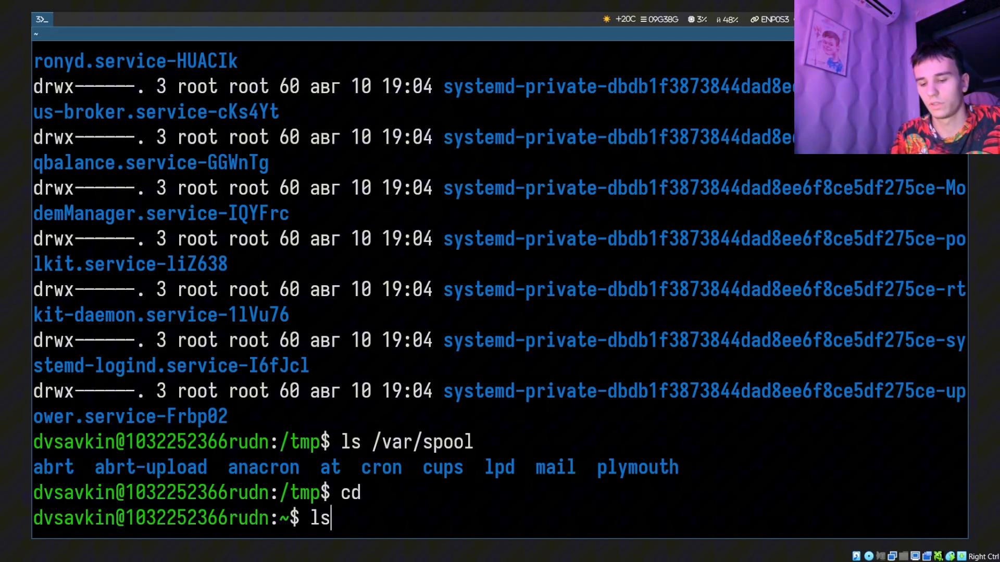 3>_ +20C 09G38G 3% 48% ENP0S3
~
ronyd.service-HUACIk
drwx------. 3 root root 60 авг 10 19:04 systemd-private-dbdb1f3873844dad8ee
us-broker.service-cKs4Yt
drwx------. 3 root root 60 авг 10 19:04 systemd-private-dbdb1f3873844dad8ee
qbalance.service-GGWnTg
drwx------. 3 root root 60 авг 10 19:04 systemd-private-dbdb1f3873844dad8ee6f8ce5df275ce-Mo
demManager.service-IQYFrc
drwx------. 3 root root 60 авг 10 19:04 systemd-private-dbdb1f3873844dad8ee6f8ce5df275ce-po
lkit.service-liZ638
drwx------. 3 root root 60 авг 10 19:04 systemd-private-dbdb1f3873844dad8ee6f8ce5df275ce-rt
kit-daemon.service-1lVu76
drwx------. 3 root root 60 авг 10 19:04 systemd-private-dbdb1f3873844dad8ee6f8ce5df275ce-sy
stemd-logind.service-I6fJcl
drwx------. 3 root root 60 авг 10 19:04 systemd-private-dbdb1f3873844dad8ee6f8ce5df275ce-up
ower.service-Frbp02
dvsavkin@1032252366rudn:/tmp$ ls /var/spool
abrt abrt-upload anacron at cron cups lpd mail plymouth
dvsavkin@1032252366rudn:/tmp$ cd
dvsavkin@1032252366rudn:~$ ls
Right Ctrl